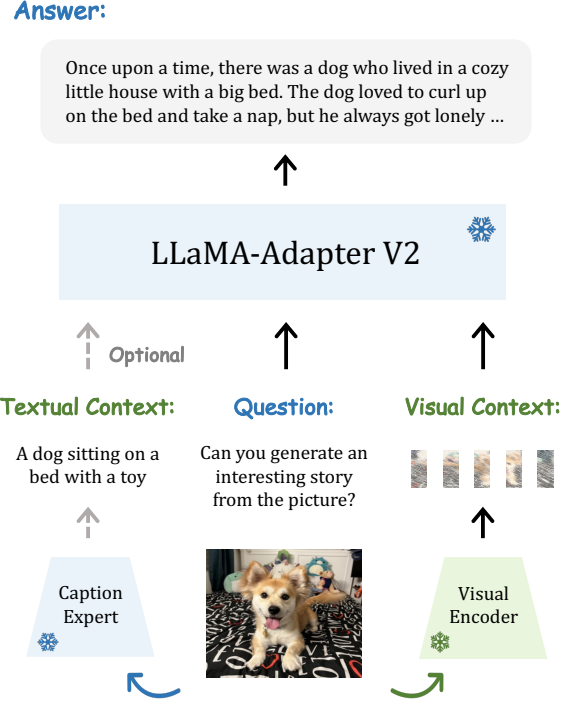 Answer:
Once upon a time, there was a dog who lived in a cozy
little house with a big bed. The dog loved to curl up
on the bed and take a nap, but he always got lonely ...
LLaMA-Adapter V2
Optional
Textual Context:
Question:
Visual Context:
A dog sitting on a
bed with a toy
Can you generate an
interesting story
from the picture?
Caption
Expert
Visual
Encoder